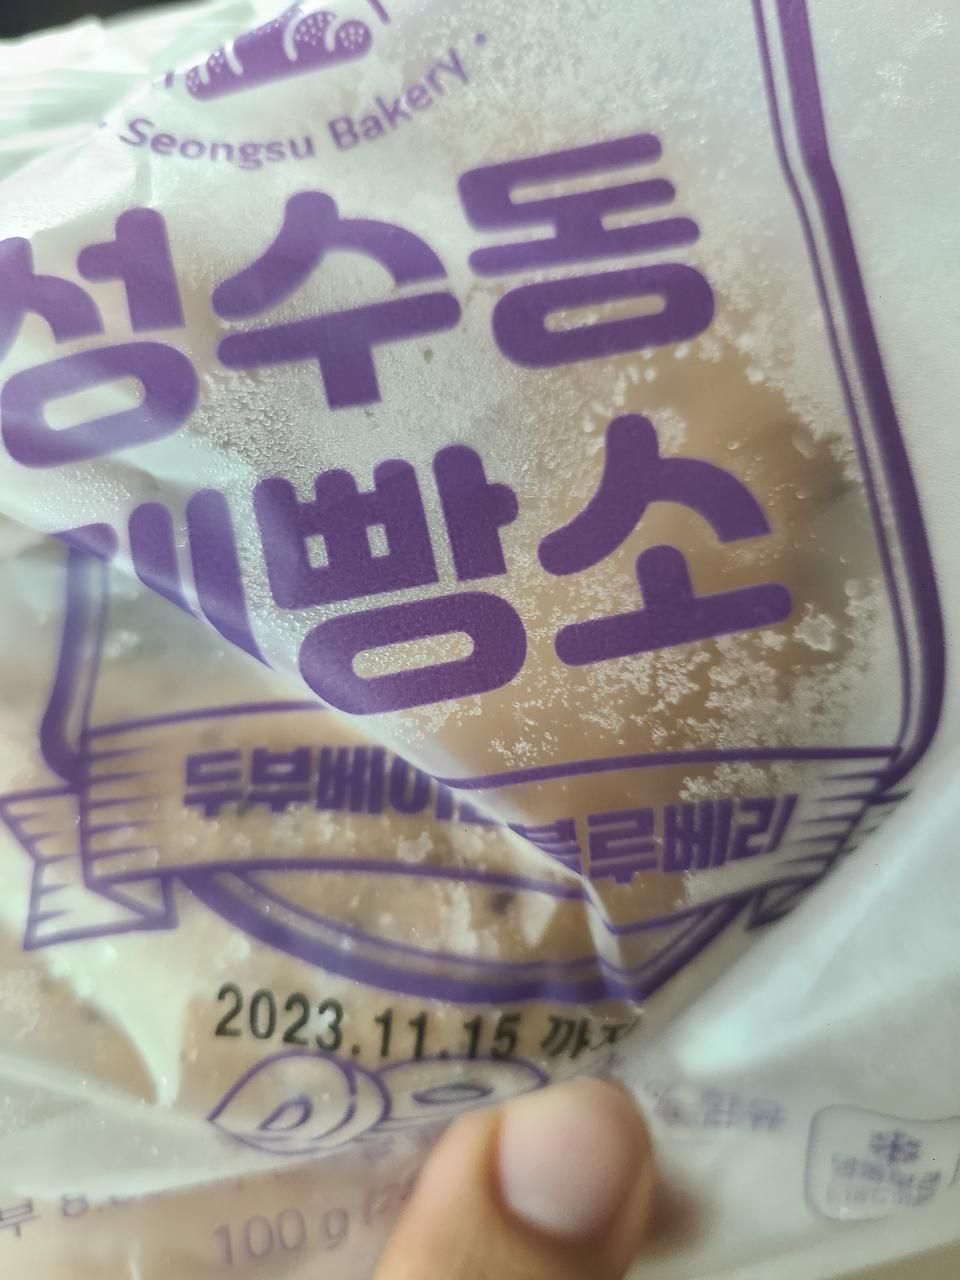 Seongsu Bakery
성수동
빵소
두부베이글 블루베리
2023.11.15 까지
100g